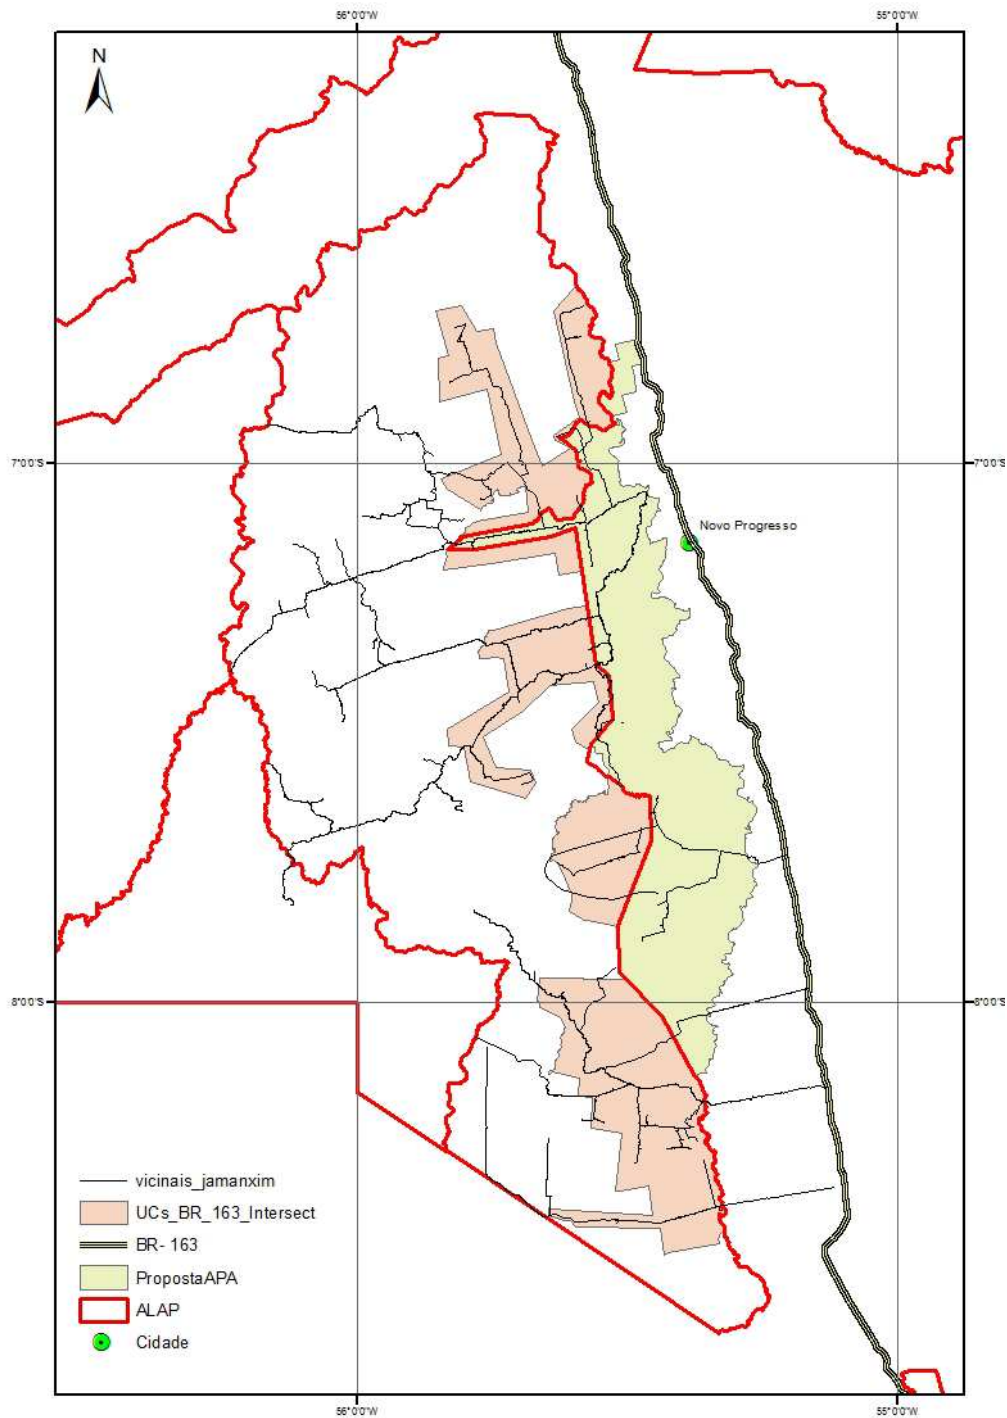 56°0'0"W 55°0'0"W
N
7°0'0"S 7°0'0"S
Novo Progresso
8°0'0"S 8°0'0"S
vicinais_jamanxim
UCs_BR_163_Intersect
BR- 163
PropostaAPA
ALAP
Cidade
56°0'0"W 55°0'0"W